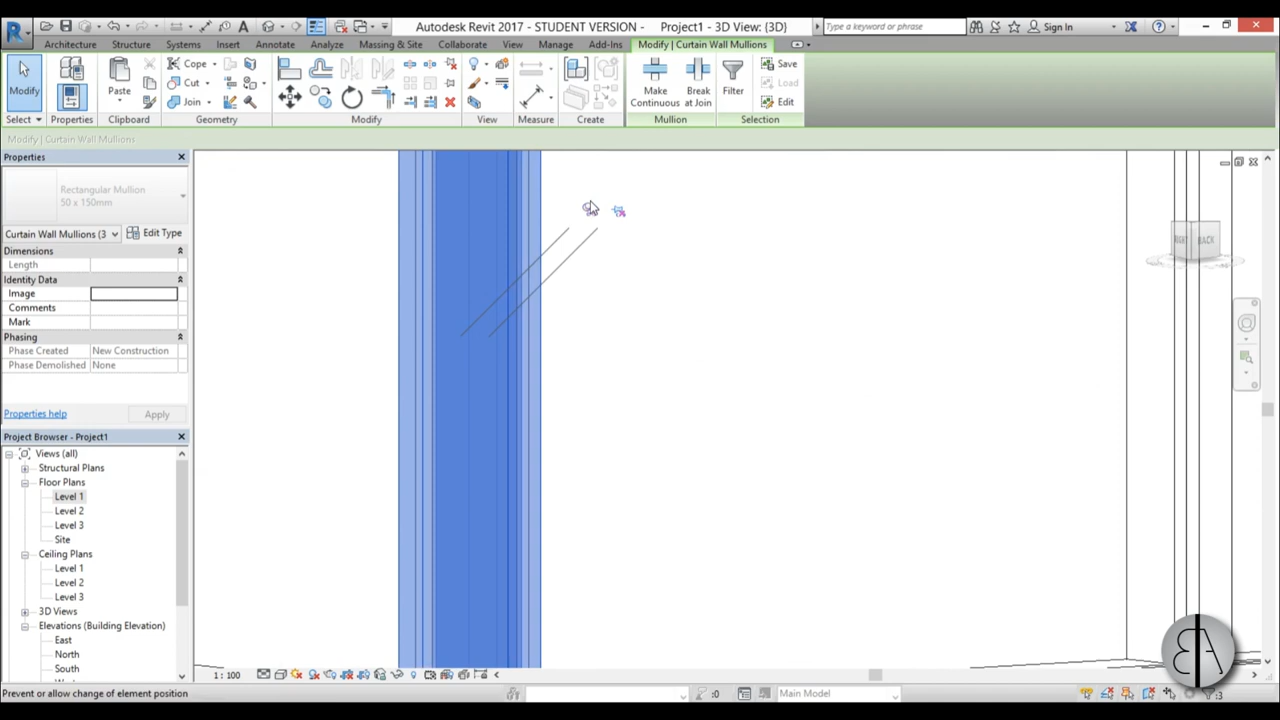 Autodesk Revit 2017 - STUDENT VERSION - Project1 - 3D View: {3D}
Type a keyword or phrase
Sign In
Architecture Structure Systems Insert Annotate Analyze Massing & Site Collaborate View Manage Add-Ins Modify | Curtain Wall Mullions
Modify
Properties
Paste
Cope
Cut
Join
Make Continuous
Break at Join
Filter
Save
Load
Edit
Select Properties Clipboard Geometry Modify View Measure Create Mullion Selection
Modify | Curtain Wall Mullions
Properties
Rectangular Mullion
50 x 150mm
Curtain Wall Mullions (3 Edit Type
Dimensions
Length
Identity Data
Image
Comments
Mark
Phasing
Phase Created New Construction
Phase Demolished None
Properties help Apply
Project Browser - Project1
Views (all)
Structural Plans
Floor Plans
Level 1
Level 2
Level 3
Site
Ceiling Plans
Level 1
Level 2
Level 3
3D Views
Elevations (Building Elevation)
East
North
South
RIGHT BACK
1 : 100
Prevent or allow change of element position
:0
Main Model
:3